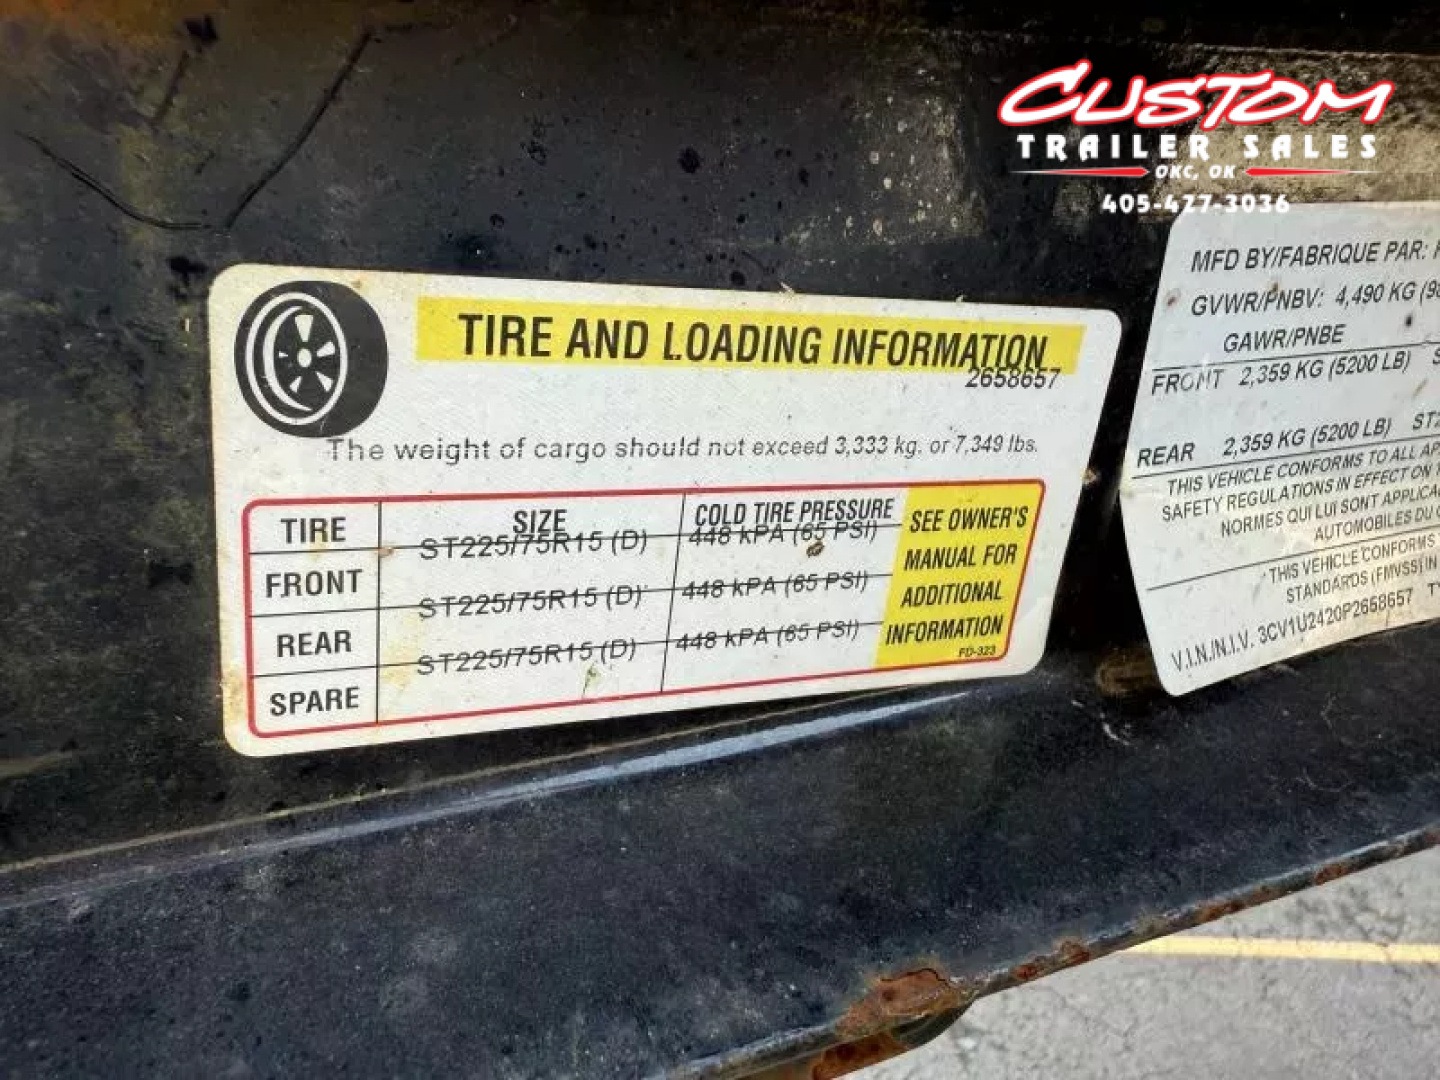 CUSTOM
TRAILER SALES
OKC, OK
405-427-3036
TIRE AND LOADING INFORMATION
2658657
The weight of cargo should not exceed 3,333 kg. or 7,349 lbs.
TIRE SIZE COLD TIRE PRESSURE
FRONT ST225/75R15 (D) 448 kPA (65 PSI)
REAR ST225/75R15 (D) 448 kPA (65 PSI)
SPARE ST225/75R15 (D) 448 kPA (65 PSI)
SEE OWNER'S
MANUAL FOR
ADDITIONAL
INFORMATION
FD-323
MFD BY/FABRIQUE PAR:
GVWR/PNBV: 4,490 KG
GAWR/PNBE
FRONT 2,359 KG (5200 LB)
REAR 2,359 KG (5200 LB)
THIS VEHICLE CONFORMS TO ALL
SAFETY REGULATIONS IN EFFECT ON
NORMES QUI LUI SONT
AUTOMOBILES DU
THIS VEHICLE CONFORMS
STANDARDS (FMVSS) IN
V.I.N./N.I.V. 3CV1U2420P2658657